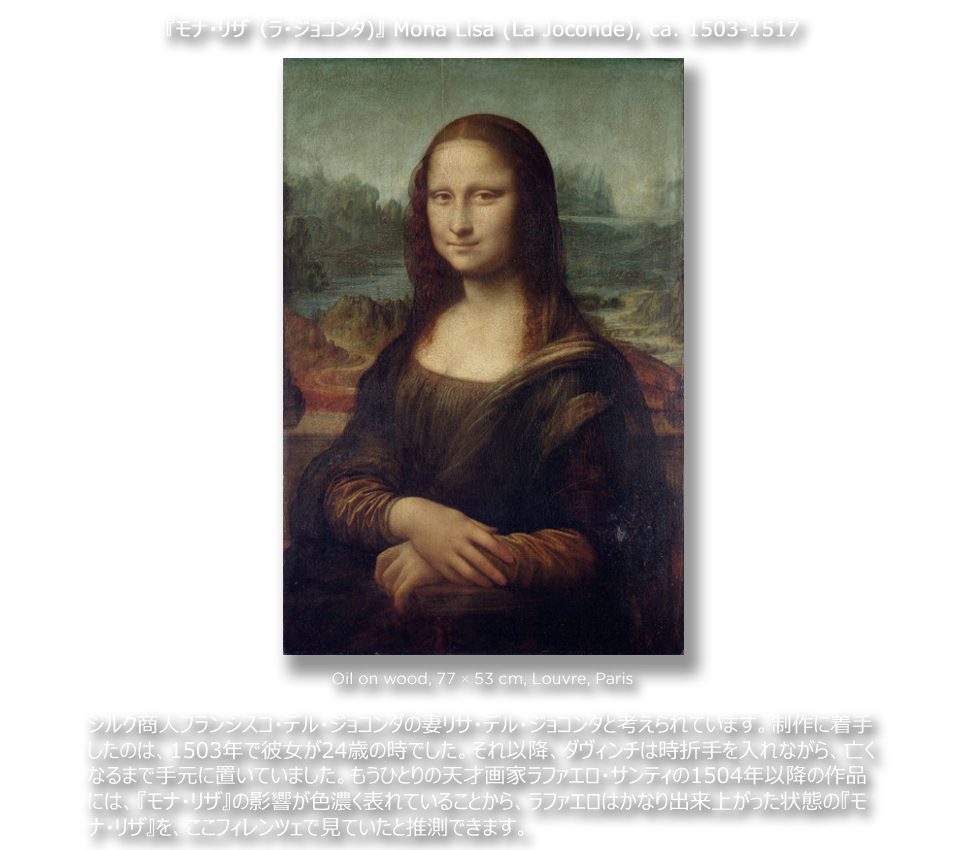 『モナ・リザ（ラ・ジョコンダ)』 Mona Lisa (La Joconde), ca. 1503-1517
Oil on wood, 77 × 53 cm, Louvre, Paris
シルク商人フランシスコ・デル・ジョコンダの妻リザ・デル・ジョコンダと考えられています。制作に着手
したのは、1503年で彼女が24歳の時でした。それ以降、ダヴィンチは時折手を入れながら、亡く
なるまで手元に置いていました。もうひとりの天才画家ラファエロ・サンティの1504年以降の作品
には、『モナ・リザ』の影響が色濃く表れていることから、ラファエロはかなり出来上がった状態の『モ
ナ・リザ』を、ここフィレンツェで見ていたと推測できます。